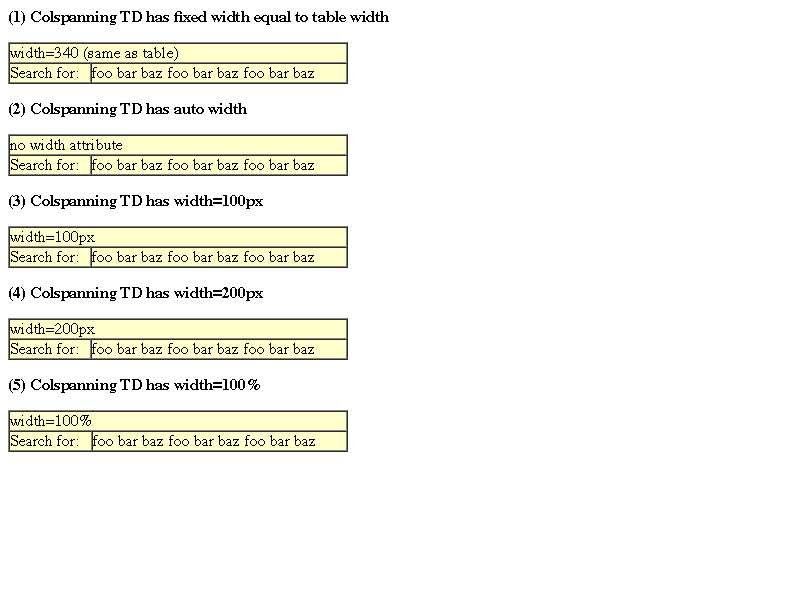 (1) Colspanning TD has fixed width equal to table width
width=340 (same as table)
Search for: foo bar baz foo bar baz foo bar baz
(2) Colspanning TD has auto width
no width attribute
Search for: foo bar baz foo bar baz foo bar baz
(3) Colspanning TD has width=100px
width=100px
Search for: foo bar baz foo bar baz foo bar baz
(4) Colspanning TD has width=200px
width=200px
Search for: foo bar baz foo bar baz foo bar baz
(5) Colspanning TD has width=100%
width=100%
Search for: foo bar baz foo bar baz foo bar baz